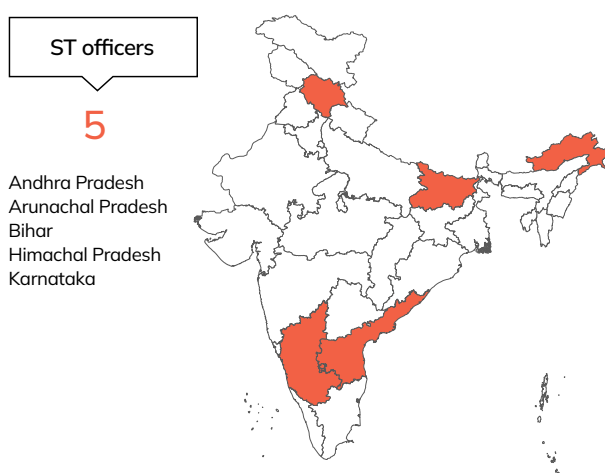 ST officers
5
Andhra Pradesh
Arunachal Pradesh
Bihar
Himachal Pradesh
Karnataka